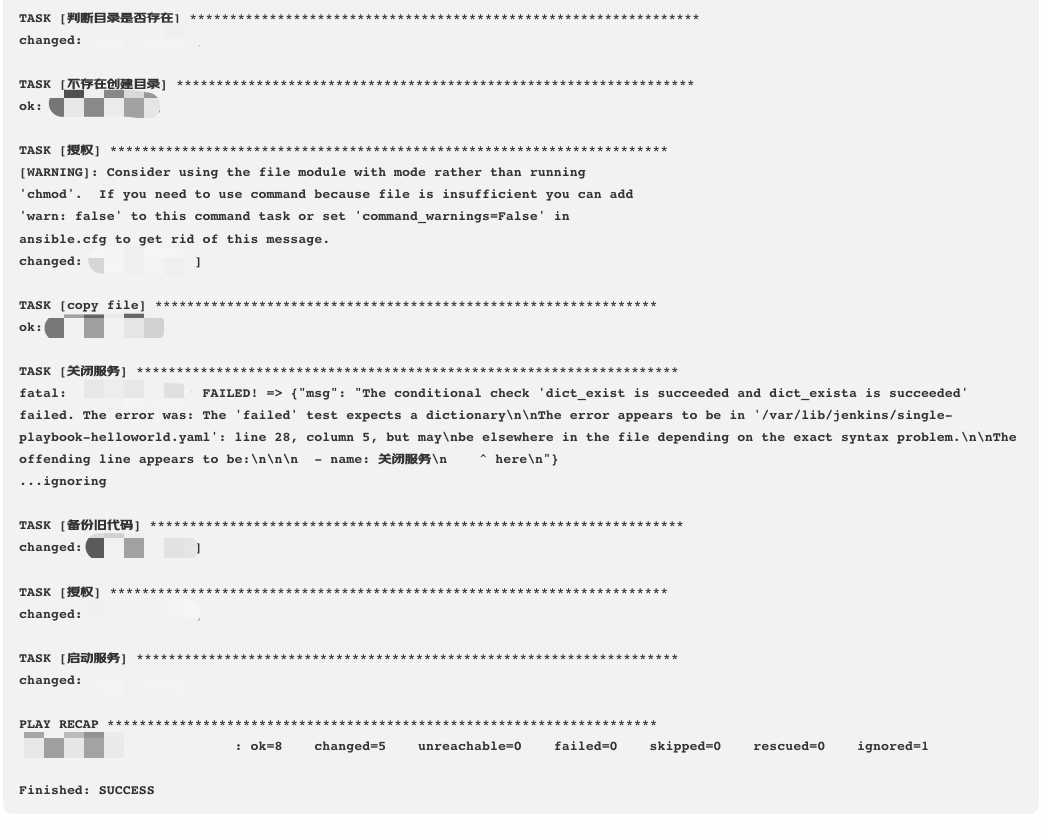 TASK [判断目录是否存在] ****************************************************************
changed:
TASK [不存在创建目录] *****************************************************************
ok:
TASK [授权] **********************************************************************
[WARNING]: Consider using the file module with mode rather than running
'chmod'.  If you need to use command because file is insufficient you can add
'warn: false' to this command task or set 'command_warnings=False' in
ansible.cfg to get rid of this message.
changed: ]
TASK [copy file] ***************************************************************
ok:
TASK [关闭服务] ********************************************************************
fatal: FAILED! => {"msg": "The conditional check 'dict_exist is succeeded and dict_exista is succeeded'
failed. The error was: The 'failed' test expects a dictionary\n\nThe error appears to be in '/var/lib/jenkins/single-
playbook-helloworld.yaml': line 28, column 5, but may\nbe elsewhere in the file depending on the exact syntax problem.\n\nThe
offending line appears to be:\n\n\n  - name: 关闭服务\n    ^ here\n"}
...ignoring
TASK [备份旧代码] *******************************************************************
changed: ]
TASK [授权] **********************************************************************
changed:
TASK [启动服务] ********************************************************************
changed:
PLAY RECAP *********************************************************************
: ok=8    changed=5    unreachable=0    failed=0    skipped=0    rescued=0    ignored=1
Finished: SUCCESS